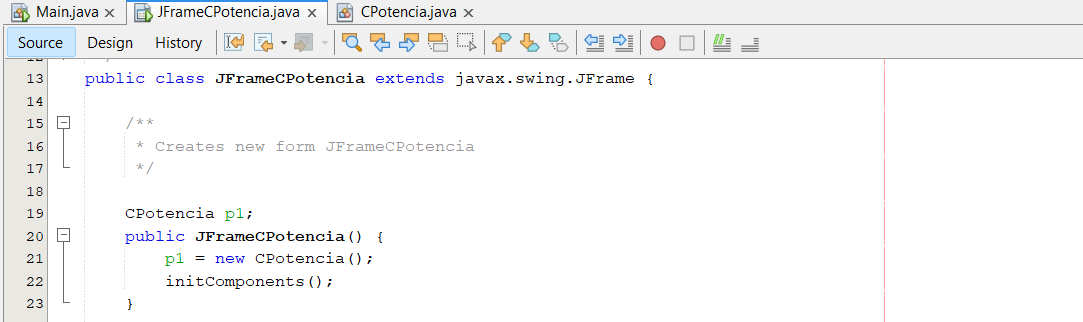 Main.java × JFrameCPotencia.java × CPotencia.java ×
Source Design History
13 public class JFrameCPotencia extends javax.swing.JFrame {
14
15 /**
16 * Creates new form JFrameCPotencia
17 */
18
19 CPotencia p1;
20 public JFrameCPotencia() {
21 p1 = new CPotencia();
22 initComponents();
23 }